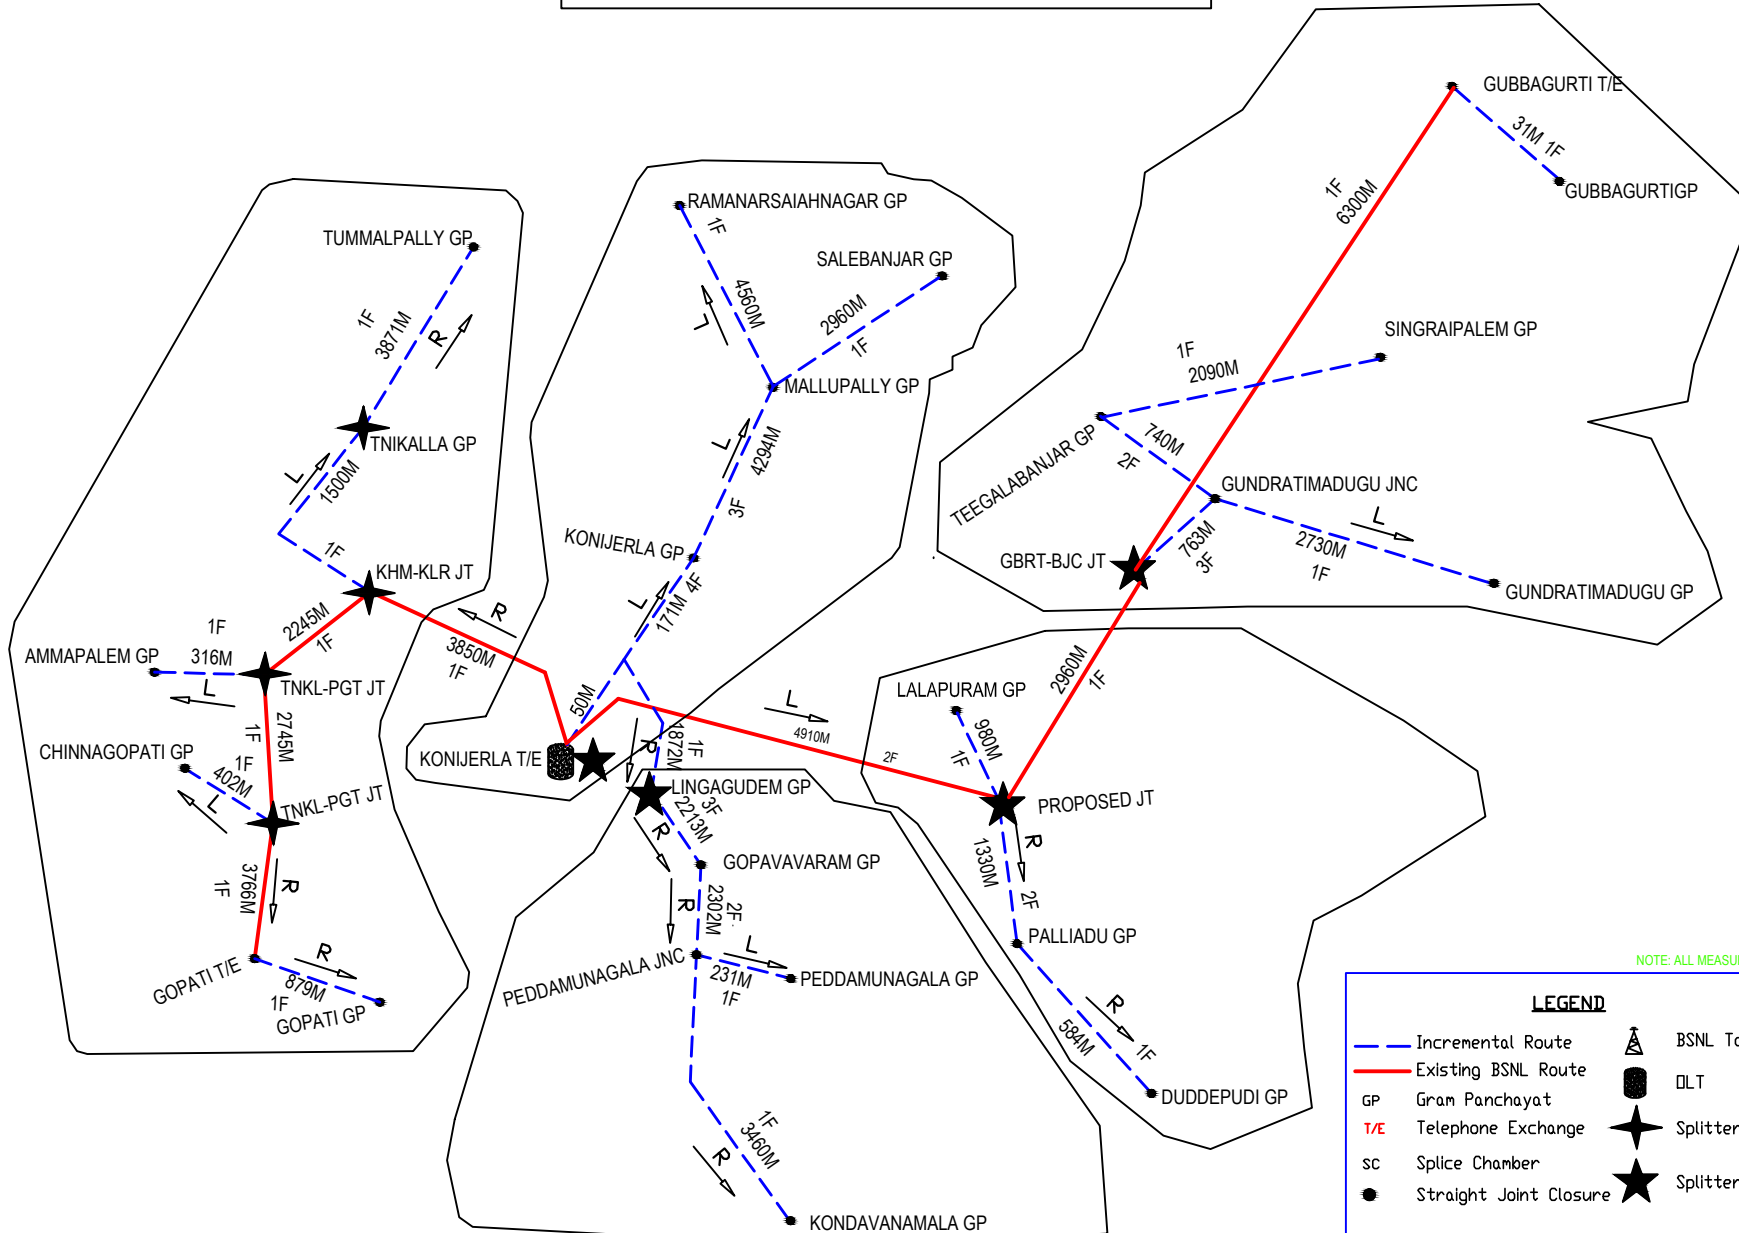 GUBBAGURTI T/E
31M 1F
GUBBAGURTIGP
1F
6300M
RAMANARSAIAHNAGAR GP
1F
TUMMALPALLY GP
SALEBANJAR GP
4560M
L
2960M
1F
1F
3871M
R
SINGRAIPALEM GP
1F
2090M
MALLUPALLY GP
TNIKALLA GP
L
4294M
3F
740M
2F
TEEGALABANJAR GP
GUNDRATIMADUGU JNC
L
1500M
1F
L
2730M
1F
763M
3F
KONIJERLA GP
GBRT-BJC JT
GUNDRATIMADUGU GP
KHM-KLR JT
L
171M 4F
R
3850M
1F
2245M
1F
1F
316M
AMMAPALEM GP
L
TNKL-PGT JT
2960M
1F
LALAPURAM GP
50M
L
4910M
2F
980M
1F
1F
2745M
CHINNAGOPATI GP
1F
402M
L
TNKL-PGT JT
KONIJERLA T/E
R
1F
1872M
LINGAGUDEM GP
3F
2213M
R
PROPOSED JT
R
1330M
2F
GOPAVAVARAM GP
3766M
1F
R
R
2F
2302M
PALLIADU GP
GOPATI T/E
R
879M
1F
GOPATI GP
PEDDAMUNAGALA JNC
L
231M
1F
PEDDAMUNAGALA GP
R
584M
1F
DUDDEPUDI GP
1F
3460M
R
KONDAVANAMALA GP
NOTE: ALL MEASU
LEGEND
Incremental Route
BSNL To
Existing BSNL Route
OLT
GP Gram Panchayat
T/E Telephone Exchange
Splitter
SC Splice Chamber
Straight Joint Closure
Splitter